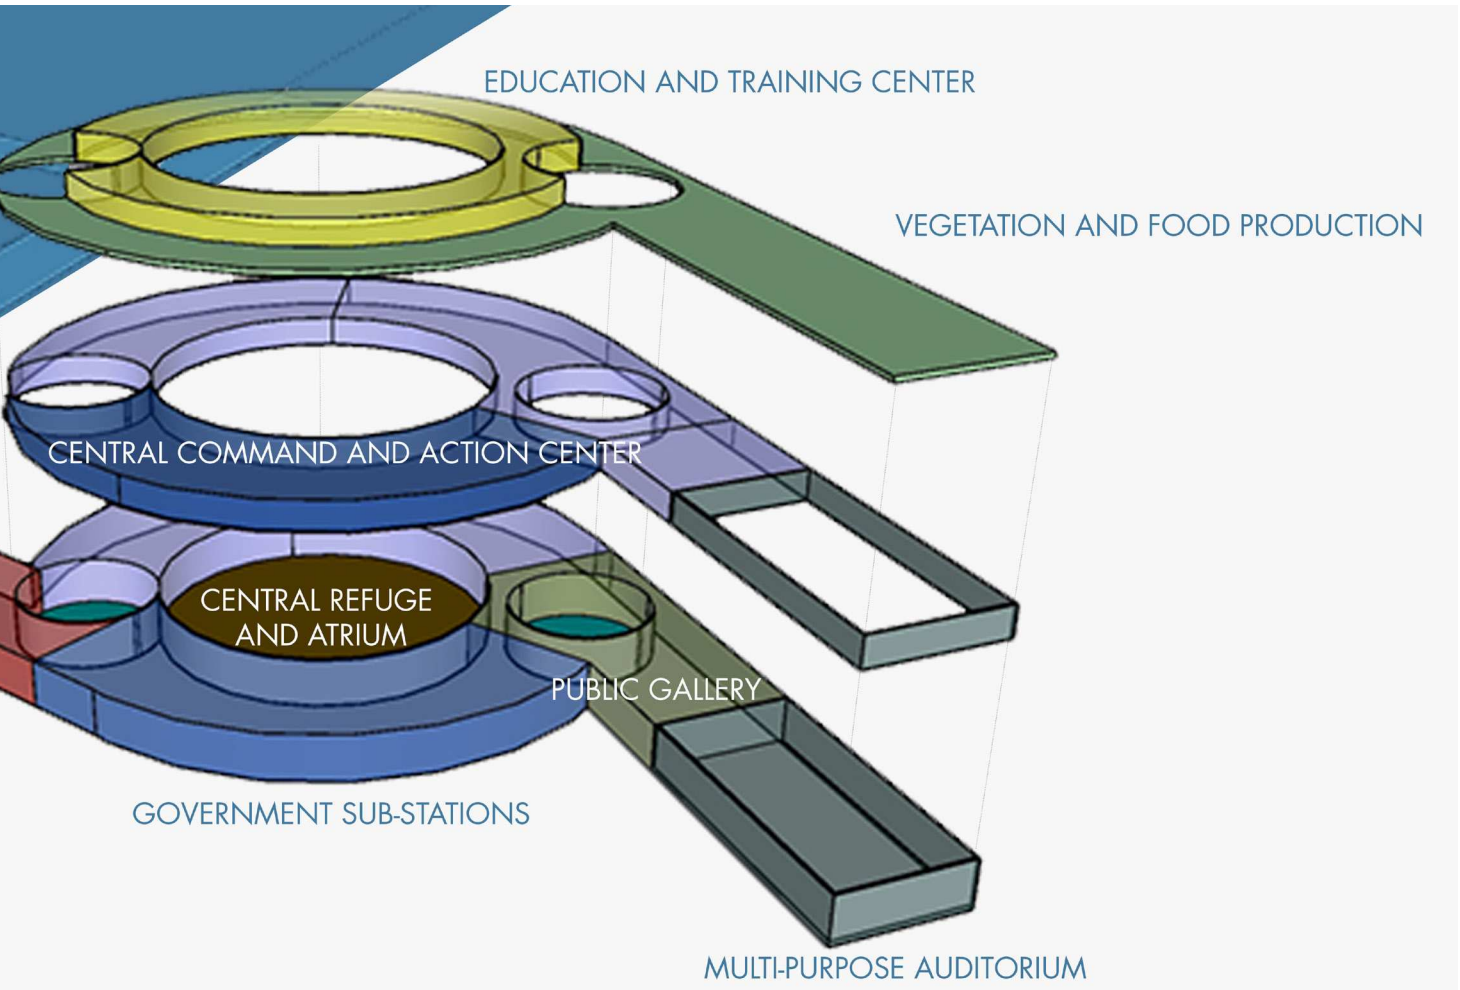 EDUCATION AND TRAINING CENTER
VEGETATION AND FOOD PRODUCTION
CENTRAL COMMAND AND ACTION CENTER
CENTRAL REFUGE
AND ATRIUM
PUBLIC GALLERY
GOVERNMENT SUB-STATIONS
MULTI-PURPOSE AUDITORIUM